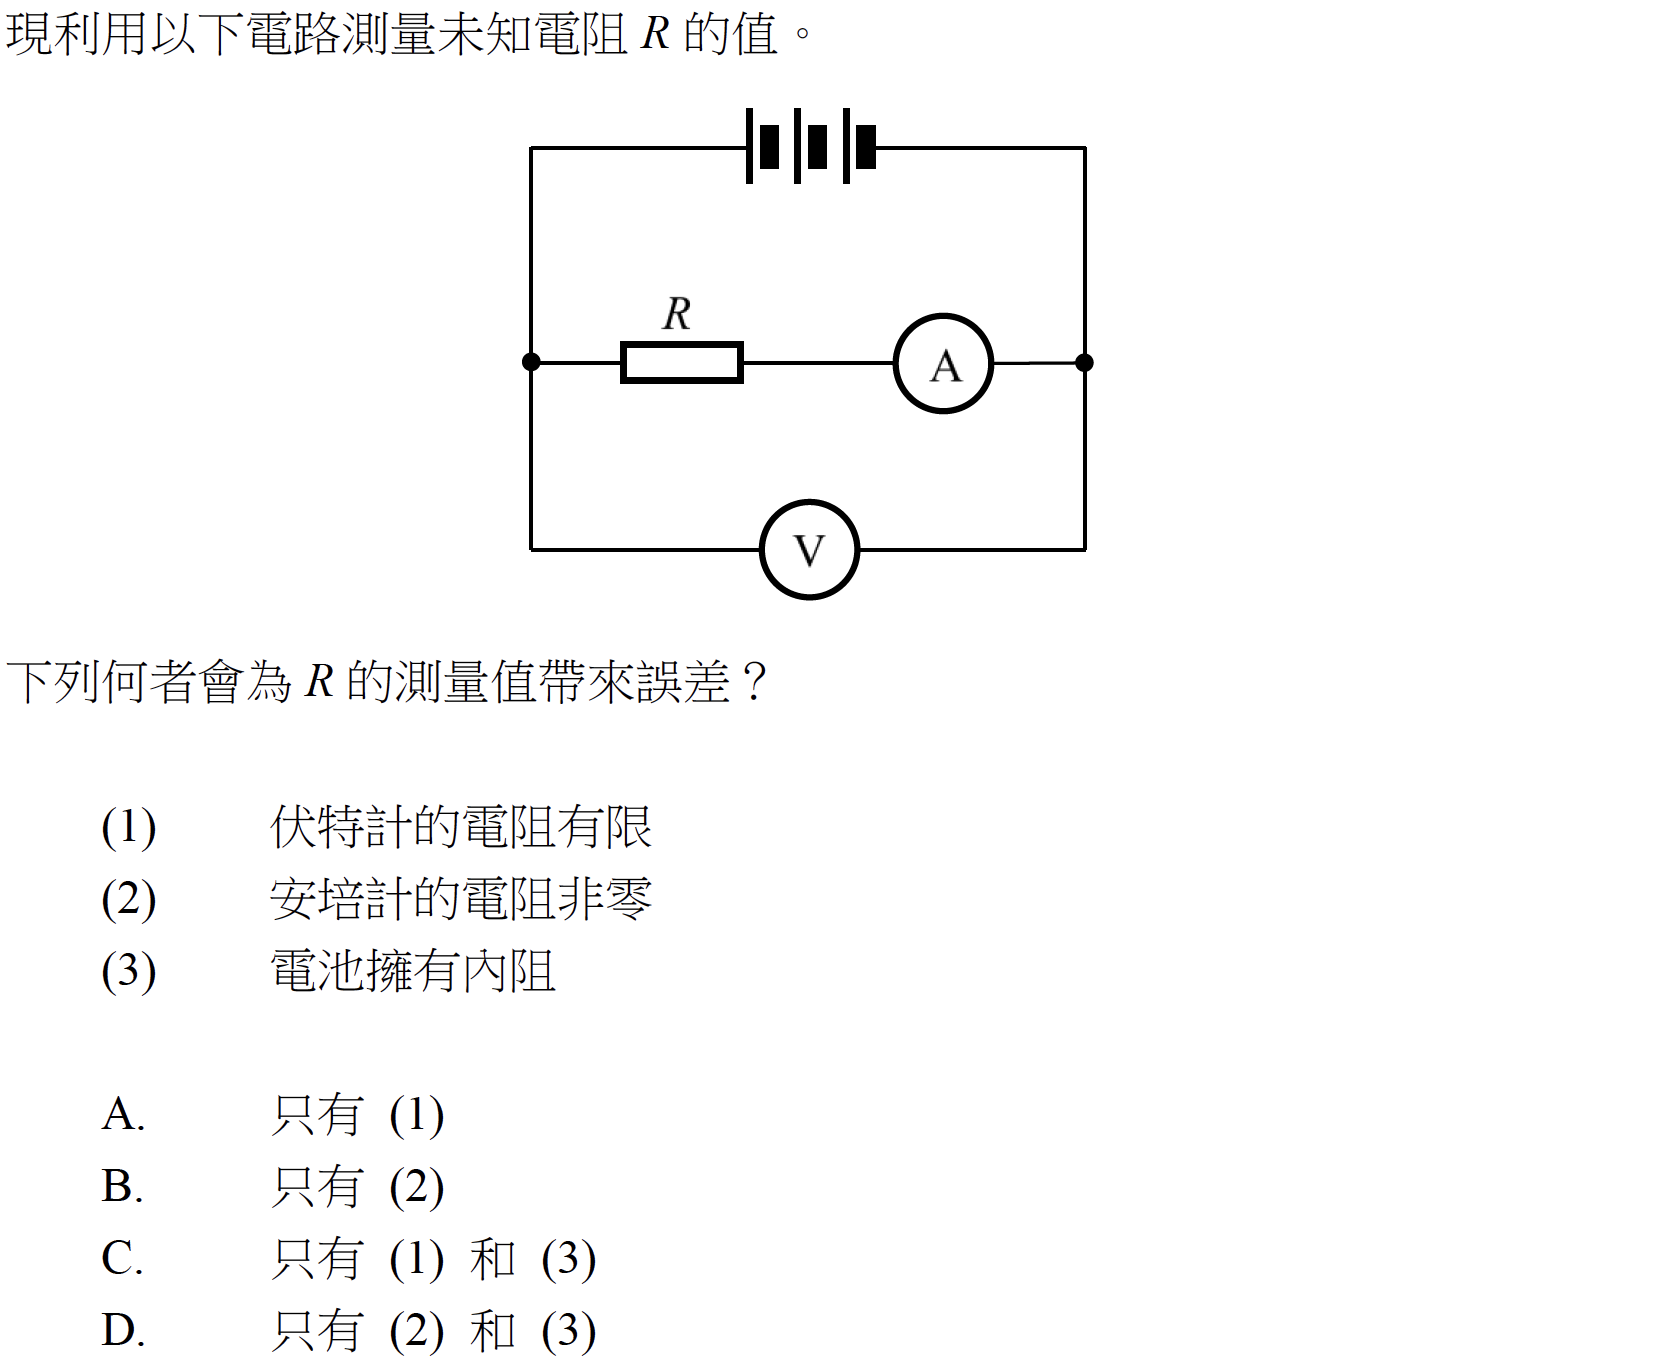 現利用以下電路測量未知電阻 R 的值。
R
A
V
下列何者會為 R 的測量值帶來誤差？
(1) 伏特計的電阻有限
(2) 安培計的電阻非零
(3) 電池擁有內阻
A. 只有 (1)
B. 只有 (2)
C. 只有 (1) 和 (3)
D. 只有 (2) 和 (3)